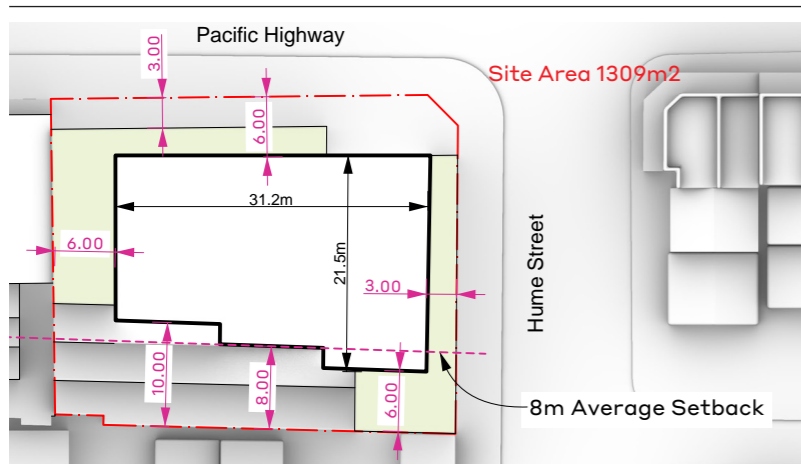 Pacific Highway
3.00
Site Area 1309m2
6.00
31.2m
21.5m
6.00
3.00
Hume Street
10.00
8.00
6.00
8m Average Setback